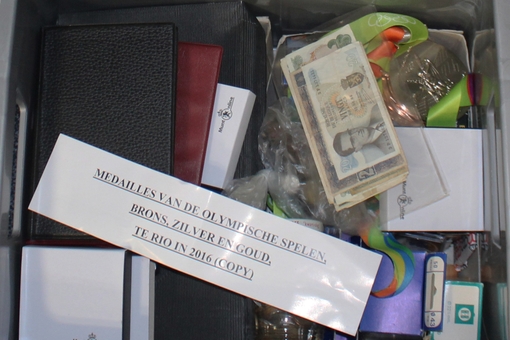 MEDAILLES VAN DE OLYMPISCHE SPELEN,
BRONS, ZILVER EN GOUD,
TE RIO IN 2016 (COPY)